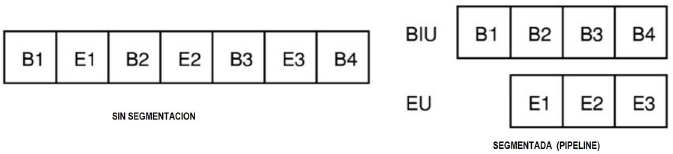 B1 E1 B2 E2 B3 E3 B4
SIN SEGMENTACION
BIU B1 B2 B3 B4
EU E1 E2 E3
SEGMENTADA (PIPELINE)